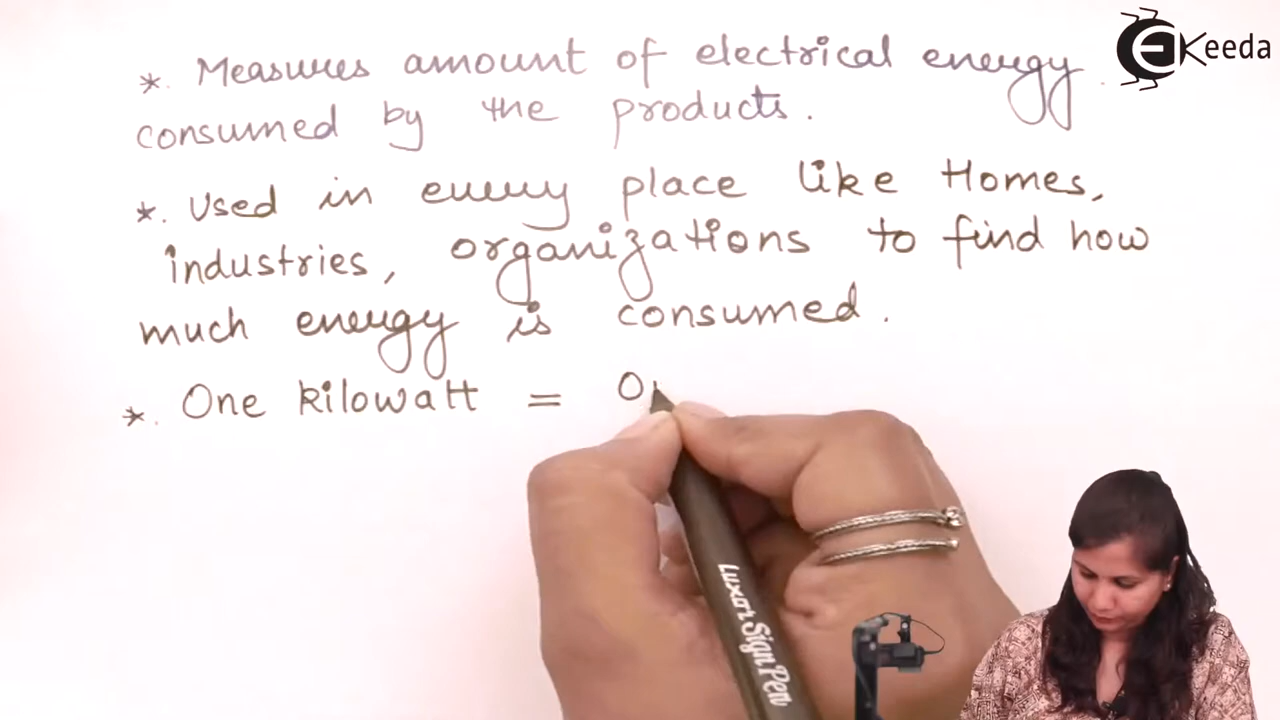 Keeda
*. Measures amount of electrical energy
consumed by the products.
*. Used in every place like Homes,
industries, organizations to find how
much energy is consumed.
*. One kilowatt = O
Luxor Sign Pen